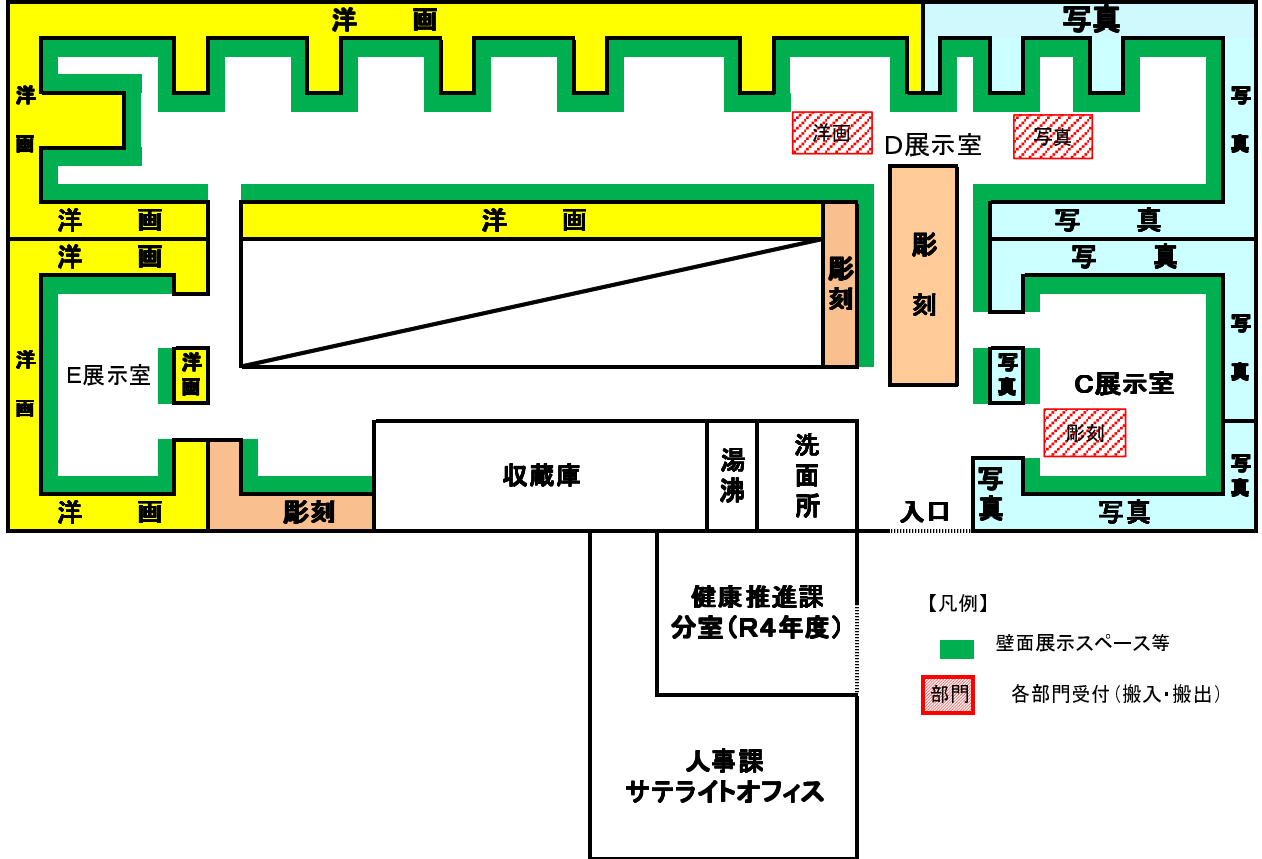 洋　画
写真
洋画
写真
洋画
D展示室
写真
洋　画
洋　画
写　真
洋　画
写　真
彫刻
彫刻
洋画
E展示室
洋画
写真
C展示室
写真
彫刻
収蔵庫
湯沸
洗面所
写真
写真
洋　画
彫刻
入口
写真
健康推進課
分室（R4年度）
【凡例】
壁面展示スペース等
部門
各部門受付（搬入・搬出）
人事課
サテライトオフィス